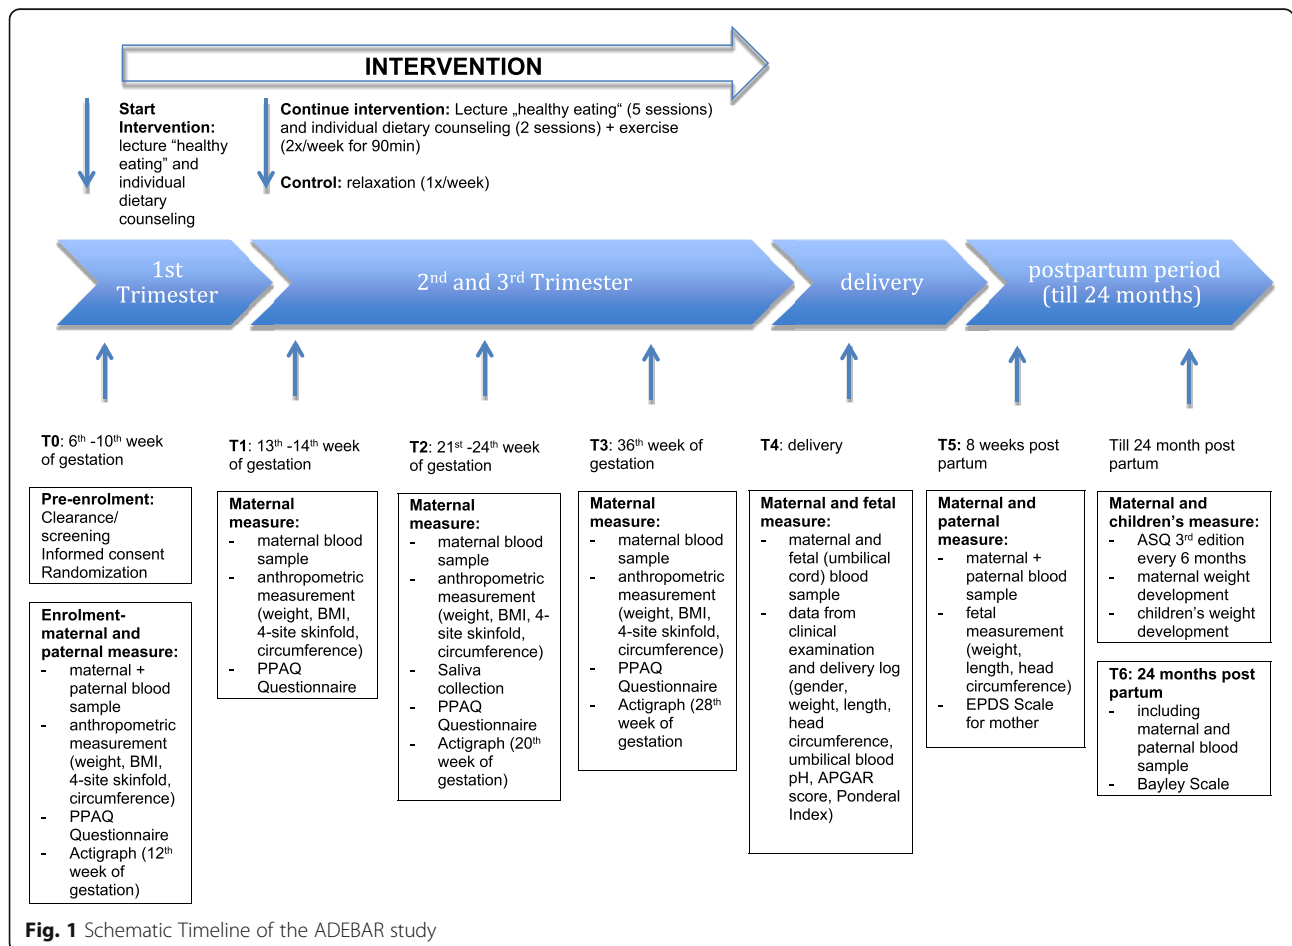 INTERVENTION
Start
Intervention:
lecture “healthy
eating” and
individual
dietary
counseling
Continue intervention: Lecture „healthy eating“ (5 sessions)
and individual dietary counseling (2 sessions) + exercise
(2x/week for 90min)
Control: relaxation (1x/week)
1st
Trimester
2nd and 3rd Trimester
delivery
postpartum period
(till 24 months)
T0: 6th -10th week
of gestation
Pre-enrolment:
Clearance/
screening
Informed consent
Randomization
Enrolment-
maternal and
paternal measure:
- maternal +
paternal blood
sample
- anthropometric
measurement
(weight, BMI,
4-site skinfold,
circumference)
- PPAQ
Questionnaire
- Actigraph (12th
week of
gestation)
T1: 13th -14th week
of gestation
Maternal
measure:
- maternal blood
sample
- anthropometric
measurement
(weight, BMI,
4-site skinfold,
circumference)
- PPAQ
Questionnaire
T2: 21st -24th week
of gestation
Maternal
measure:
- maternal blood
sample
- anthropometric
measurement
(weight, BMI, 4-
site skinfold,
circumference)
- Saliva
collection
- PPAQ
Questionnaire
- Actigraph (20th
week of
gestation)
T3: 36th week of
gestation
Maternal
measure:
- maternal blood
sample
- anthropometric
measurement
(weight, BMI,
4-site skinfold,
circumference)
- PPAQ
Questionnaire
- Actigraph (28th
week of
gestation
T4: delivery
Maternal and fetal
measure:
- maternal and
fetal (umbilical
cord) blood
sample
- data from
clinical
examination
and delivery log
(gender,
weight, length,
head
circumference,
umbilical blood
pH, APGAR
score, Ponderal
Index)
T5: 8 weeks post
partum
Maternal and
paternal
measure:
- maternal +
paternal blood
sample
- fetal
measurement
(weight,
length, head
circumference)
- EPDS Scale
for mother
Till 24 month post
partum
Maternal and
children’s measure:
- ASQ 3rd edition
every 6 months
- maternal weight
development
- children’s weight
development
T6: 24 months post
partum
- including
maternal and
paternal blood
sample
- Bayley Scale
Fig. 1 Schematic Timeline of the ADEBAR study